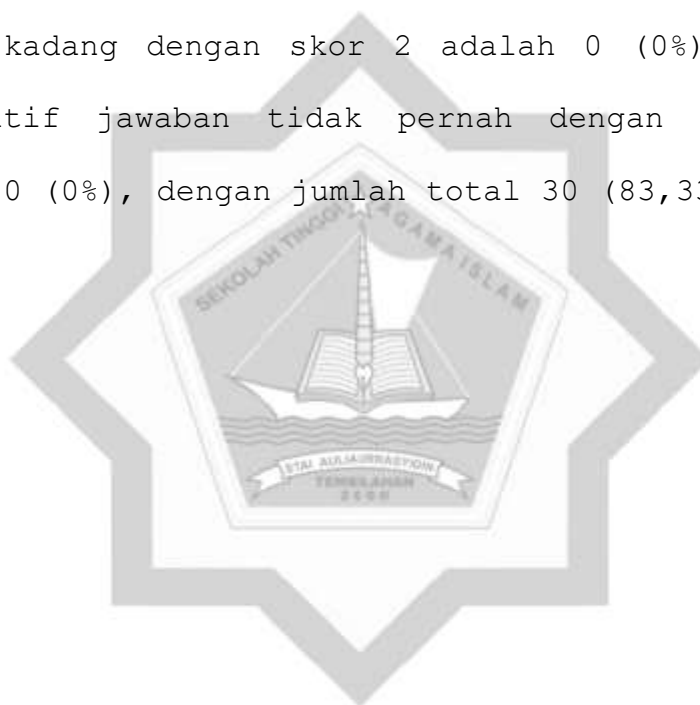 kadang dengan skor 2 adalah 0 (0%)
tif jawaban tidak pernah dengan
0 (0%), dengan jumlah total 30 (83,33
SEKOLAH TINGGI AGAMA ISLAM
STAI AULIAURRASYIDIN
TEMBILAHAN